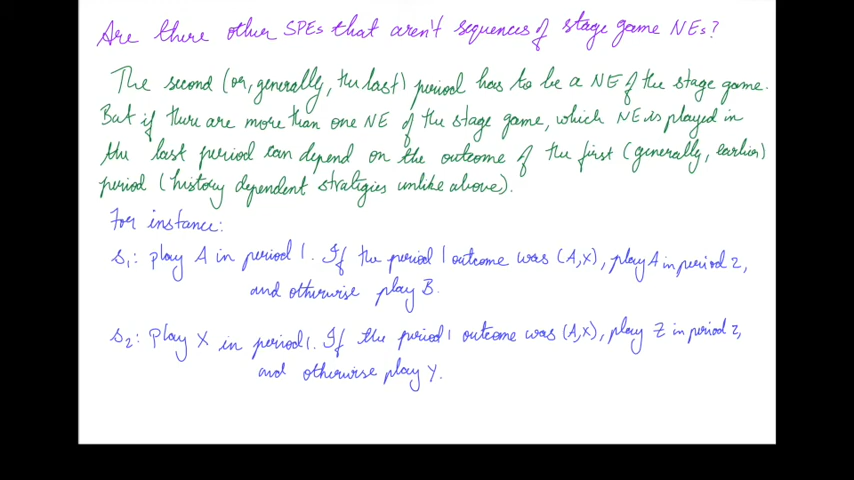 Are there other SPEs that aren't sequences of stage game NEs?
The second (or, generally, the last) period has to be a NE of the stage game.
But if there are more than one NE of the stage game, which NE is played in
the last period can depend on the outcome of the first (generally, earlier)
period (history dependent strategies unlike above).
For instance:
s₁: play A in period 1. If the period 1 outcome was (A,X), play A in period 2,
and otherwise play B.
s₂: Play X in period 1. If the period 1 outcome was (A,X), play Z in period 2,
and otherwise play Y.